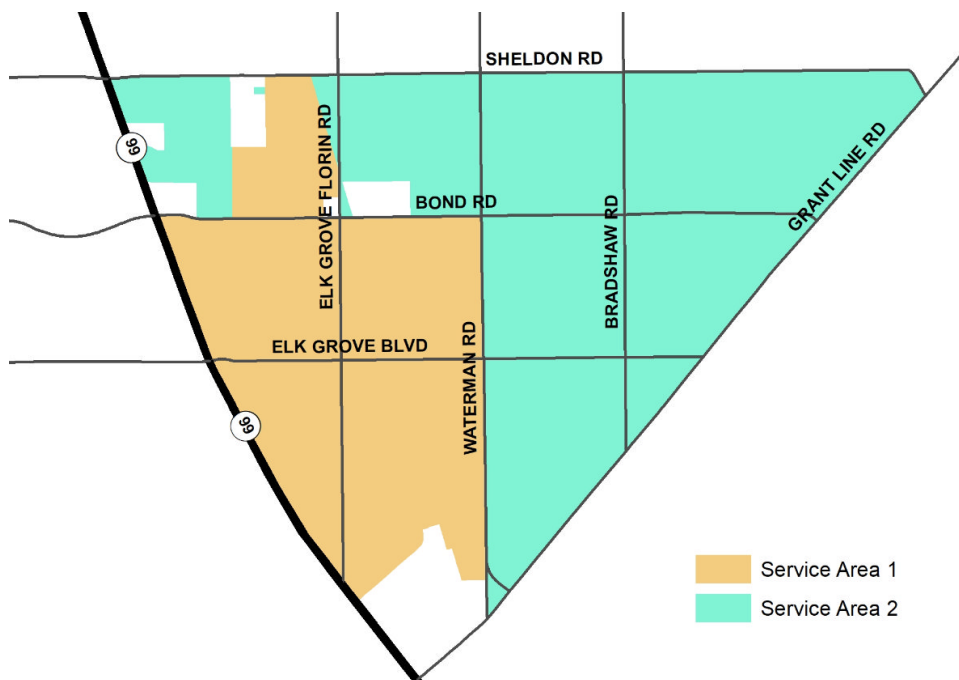 SHELDON RD
99
ELK GROVE FLORIN RD
GRANT LINE RD
BOND RD
BRADSHAW RD
ELK GROVE BLVD
WATERMAN RD
99
Service Area 1
Service Area 2